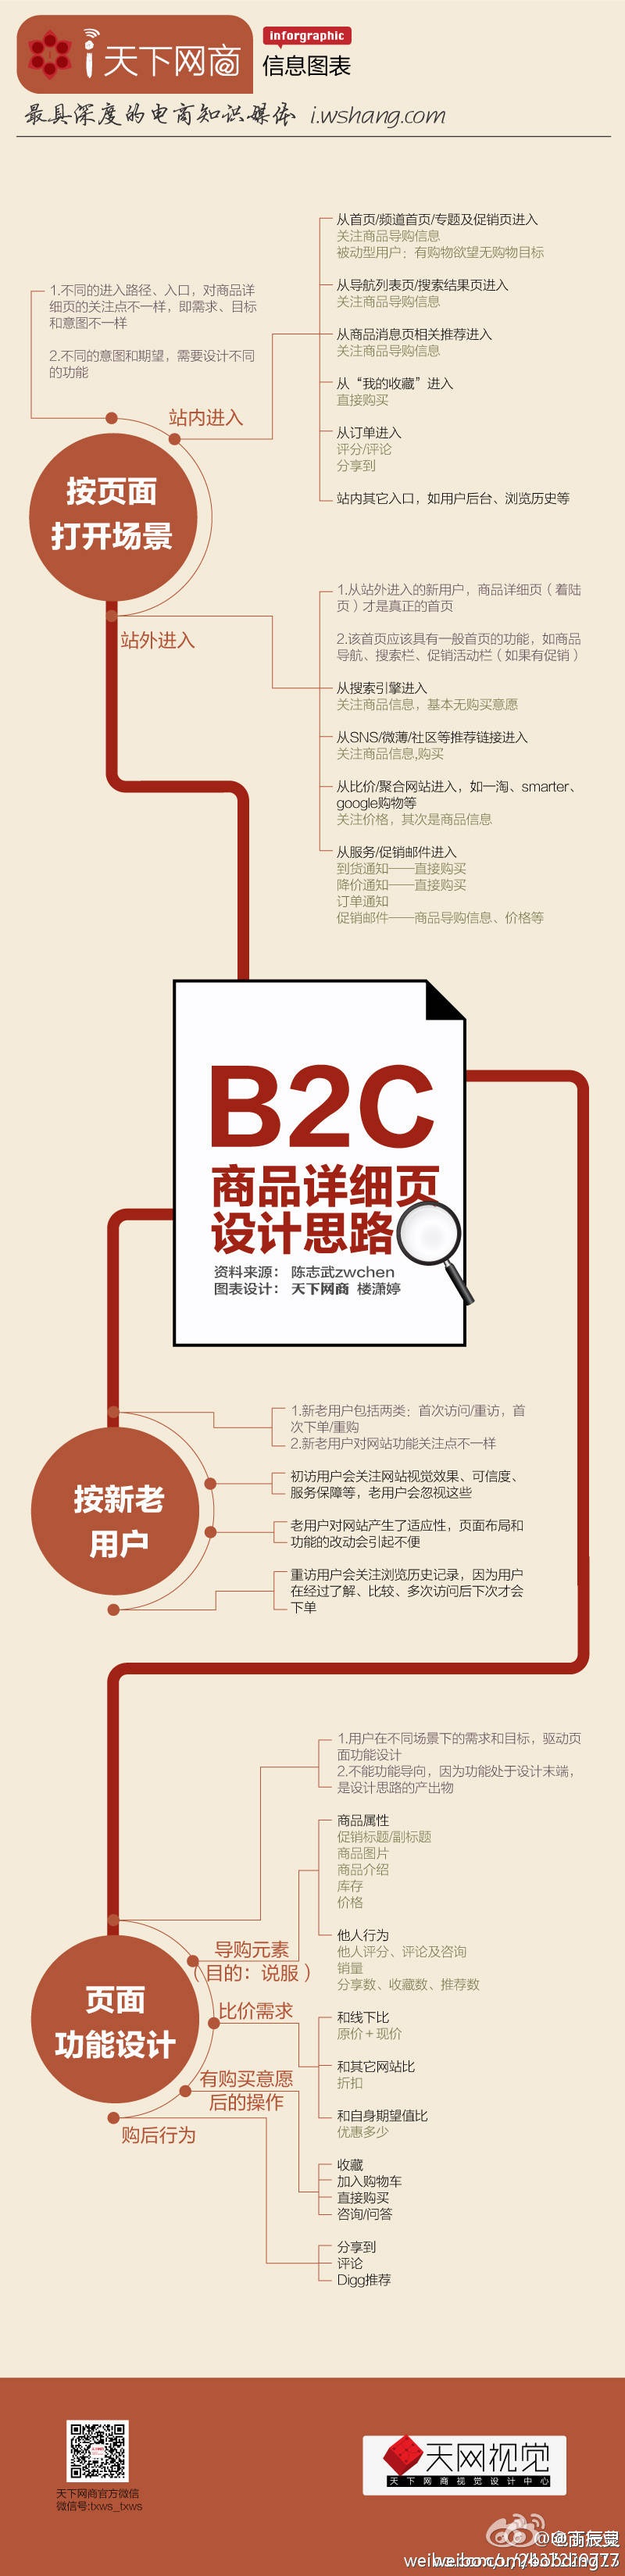 i天下网商
inforgraphic
信息图表
最具深度的电商知识媒体 i.wshang.com
1.不同的进入路径、入口，对商品详
细页的关注点不一样，即需求、目标
和意图不一样
2.不同的意图和期望，需要设计不同
的功能
按页面
打开场景
站内进入
从首页/频道首页/专题及促销页进入
关注商品导购信息
被动型用户：有购物欲望无购物目标
从导航列表页/搜索结果页进入
关注商品导购信息
从商品消息页相关推荐进入
关注商品导购信息
从“我的收藏”进入
直接购买
从订单进入
评分/评论
分享到
站内其它入口，如用户后台、浏览历史等
站外进入
1.从站外进入的新用户，商品详细页（着陆
页）才是真正的首页
2.该首页应该具有一般首页的功能，如商品
导航、搜索栏、促销活动栏（如果有促销）
从搜索引擎进入
关注商品信息，基本无购买意愿
从SNS/微薄/社区等推荐链接进入
关注商品信息,购买
从比价/聚合网站进入，如一淘、smarter、
google购物等
关注价格，其次是商品信息
从服务/促销邮件进入
到货通知——直接购买
降价通知——直接购买
订单通知
促销邮件——商品导购信息、价格等
B2C
商品详细页
设计思路
资料来源： 陈志武zwchen
图表设计： 天下网商 楼潇婷
按新老
用户
1.新老用户包括两类：首次访问/重访，首
次下单/重购
2.新老用户对网站功能关注点不一样
初访用户会关注网站视觉效果、可信度、
服务保障等，老用户会忽视这些
老用户对网站产生了适应性，页面布局和
功能的改动会引起不便
重访用户会关注浏览历史记录，因为用户
在经过了解、比较、多次访问后下次才会
下单
页面
功能设计
1.用户在不同场景下的需求和目标，驱动页
面功能设计
2.不能功能导向，因为功能处于设计末端，
是设计思路的产出物
导购元素
（目的：说服）
商品属性
促销标题/副标题
商品图片
商品介绍
库存
价格
他人行为
他人评分、评论及咨询
销量
分享数、收藏数、推荐数
比价需求
和线下比
原价＋现价
和其它网站比
折扣
和自身期望值比
优惠多少
有购买意愿
后的操作
收藏
加入购物车
直接购买
咨询/问答
购后行为
分享到
评论
Digg推荐
天下网商官方微信
微信号:txws_txws
天网视觉
天下网商视觉设计中心